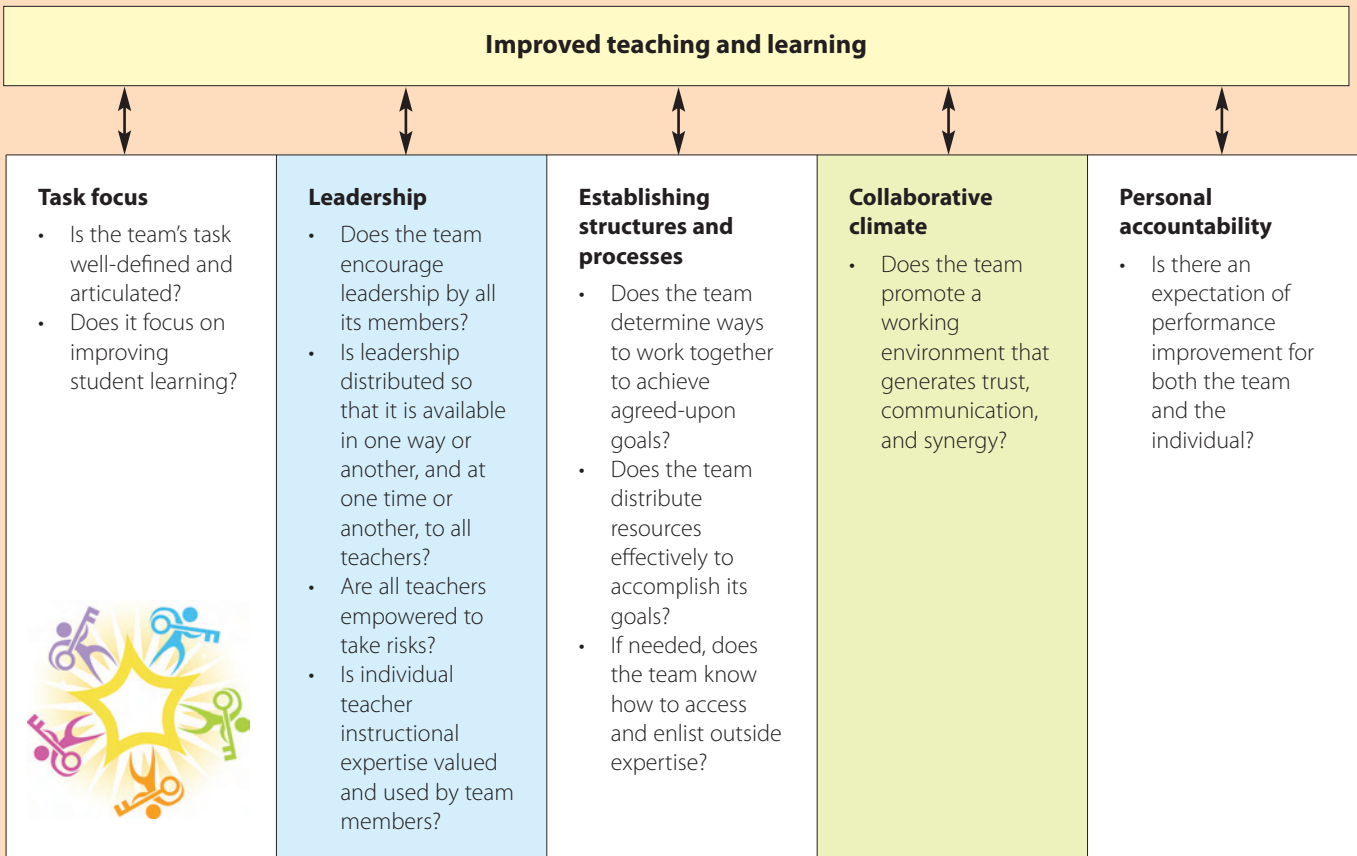 Improved teaching and learning
Task focus
• Is the team’s task
well-defined and
articulated?
• Does it focus on
improving
student learning?
Leadership
• Does the team
encourage
leadership by all
its members?
• Is leadership
distributed so
that it is available
in one way or
another, and at
one time or
another, to all
teachers?
• Are all teachers
empowered to
take risks?
• Is individual
teacher
instructional
expertise valued
and used by team
members?
Establishing
structures and
processes
• Does the team
determine ways
to work together
to achieve
agreed-upon
goals?
• Does the team
distribute
resources
effectively to
accomplish its
goals?
• If needed, does
the team know
how to access
and enlist outside
expertise?
Collaborative
climate
• Does the team
promote a
working
environment that
generates trust,
communication,
and synergy?
Personal
accountability
• Is there an
expectation of
performance
improvement for
both the team
and the
individual?